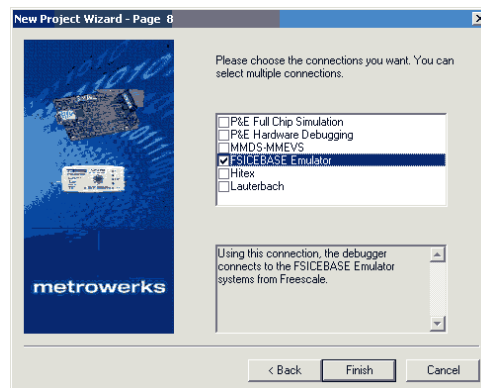 New Project Wizard - Page 8
Please choose the connections you want. You can
select multiple connections.
P&E Full Chip Simulation
P&E Hardware Debugging
MMDS-MMEVS
FSICEBASE Emulator
Hitex
Lauterbach
Using this connection, the debugger
connects to the FSICEBASE Emulator
systems from Freescale.
metrowerks
< Back Finish Cancel